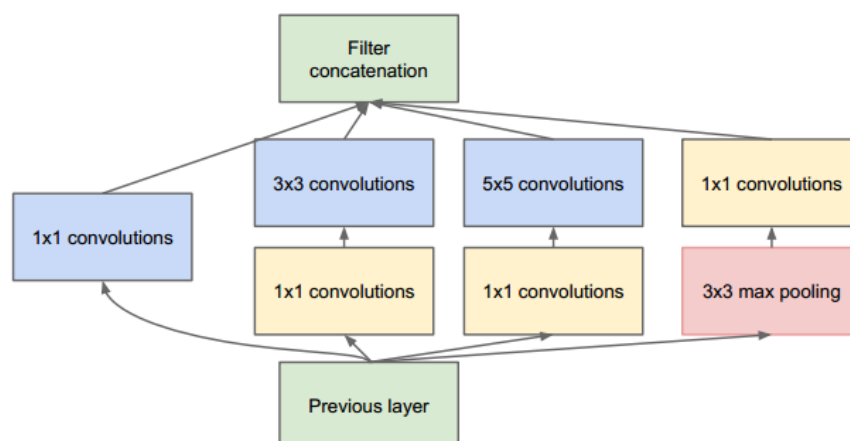 Filter
concatenation
3x3 convolutions
5x5 convolutions
1x1 convolutions
1x1 convolutions
1x1 convolutions
1x1 convolutions
3x3 max pooling
Previous layer